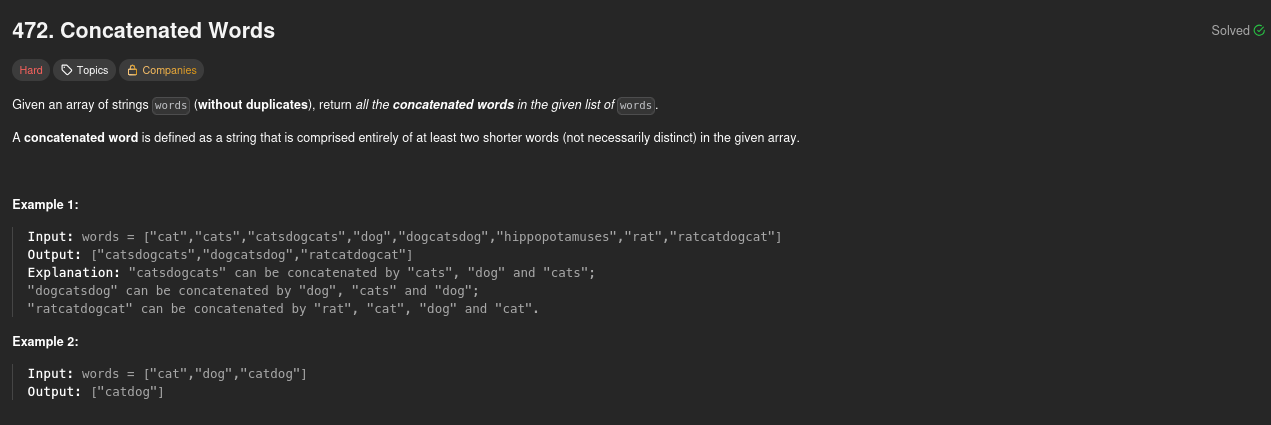 472. Concatenated Words
Solved
Hard Topics Companies
Given an array of strings words (without duplicates), return all the concatenated words in the given list of words.
A concatenated word is defined as a string that is comprised entirely of at least two shorter words (not necessarily distinct) in the given array.
Example 1:
Input: words = ["cat","cats","catsdogcats","dog","dogcatsdog","hippopotamuses","rat","ratcatdogcat"]
Output: ["catsdogcats","dogcatsdog","ratcatdogcat"]
Explanation: "catsdogcats" can be concatenated by "cats", "dog" and "cats";
"dogcatsdog" can be concatenated by "dog", "cats" and "dog";
"ratcatdogcat" can be concatenated by "rat", "cat", "dog" and "cat".
Example 2:
Input: words = ["cat","dog","catdog"]
Output: ["catdog"]